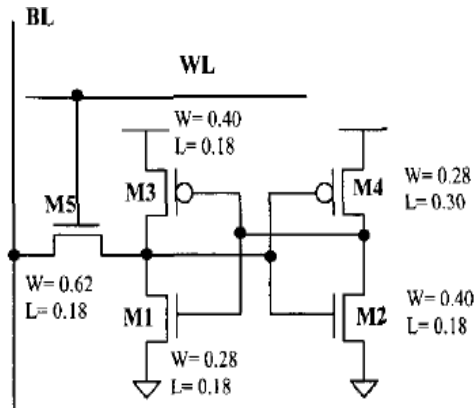 BL
WL
W= 0.40
L= 0.18
M3
M4
W= 0.28
L= 0.30
M5
W= 0.62
L= 0.18
M1
M2
W= 0.40
L= 0.18
W= 0.28
L= 0.18